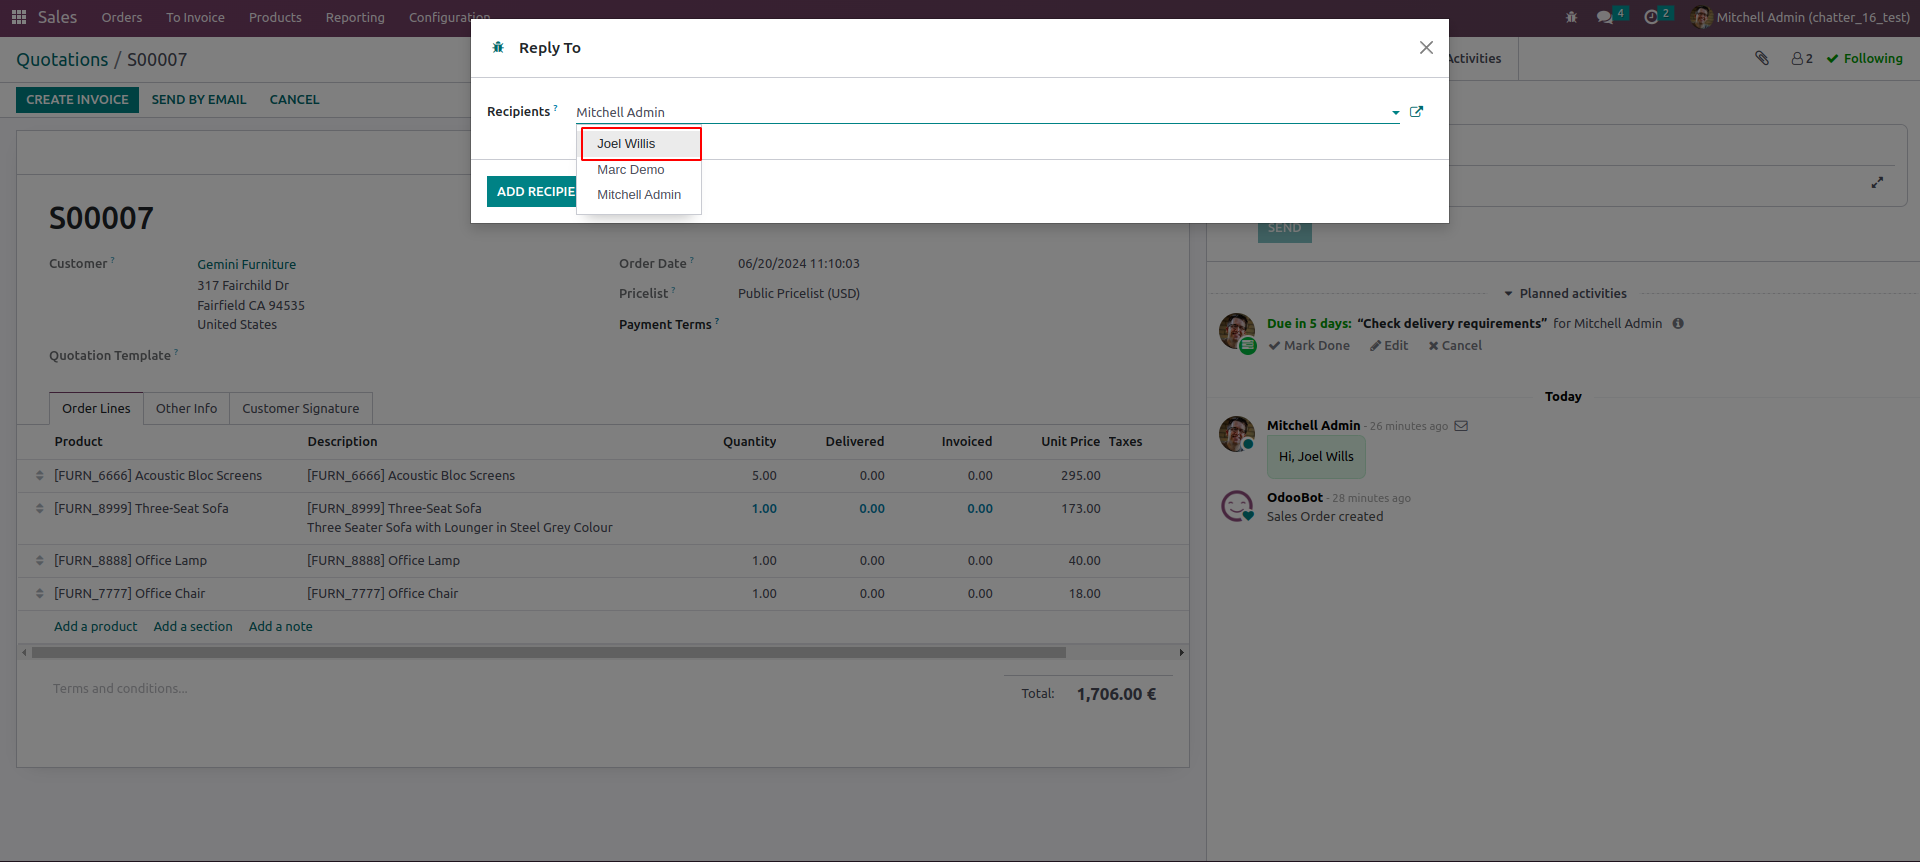 Sales Orders To Invoice Products Reporting Configuration 4 2 Mitchell Admin (chatter_16_test)
Quotations / S00007
Activities 2 Following
CREATE INVOICE SEND BY EMAIL CANCEL
Reply To
Recipients ? Mitchell Admin
Joel Willis
Marc Demo
Mitchell Admin
ADD RECIPIE
SEND
S00007
Customer ? Gemini Furniture
317 Fairchild Dr
Fairfield CA 94535
United States
Quotation Template ?
Order Date ? 06/20/2024 11:10:03
Pricelist ? Public Pricelist (USD)
Payment Terms ?
Order Lines Other Info Customer Signature
Product Description Quantity Delivered Invoiced Unit Price Taxes
[FURN_6666] Acoustic Bloc Screens [FURN_6666] Acoustic Bloc Screens 5.00 0.00 0.00 295.00
[FURN_8999] Three-Seat Sofa [FURN_8999] Three-Seat Sofa 1.00 0.00 0.00 173.00
Three Seater Sofa with Lounger in Steel Grey Colour
[FURN_8888] Office Lamp [FURN_8888] Office Lamp 1.00 0.00 0.00 40.00
[FURN_7777] Office Chair [FURN_7777] Office Chair 1.00 0.00 0.00 18.00
Add a product Add a section Add a note
Terms and conditions...
Total: 1,706.00 €
Planned activities
Due in 5 days: “Check delivery requirements” for Mitchell Admin
Mark Done Edit Cancel
Today
Mitchell Admin - 26 minutes ago
Hi, Joel Wills
OdooBot - 28 minutes ago
Sales Order created